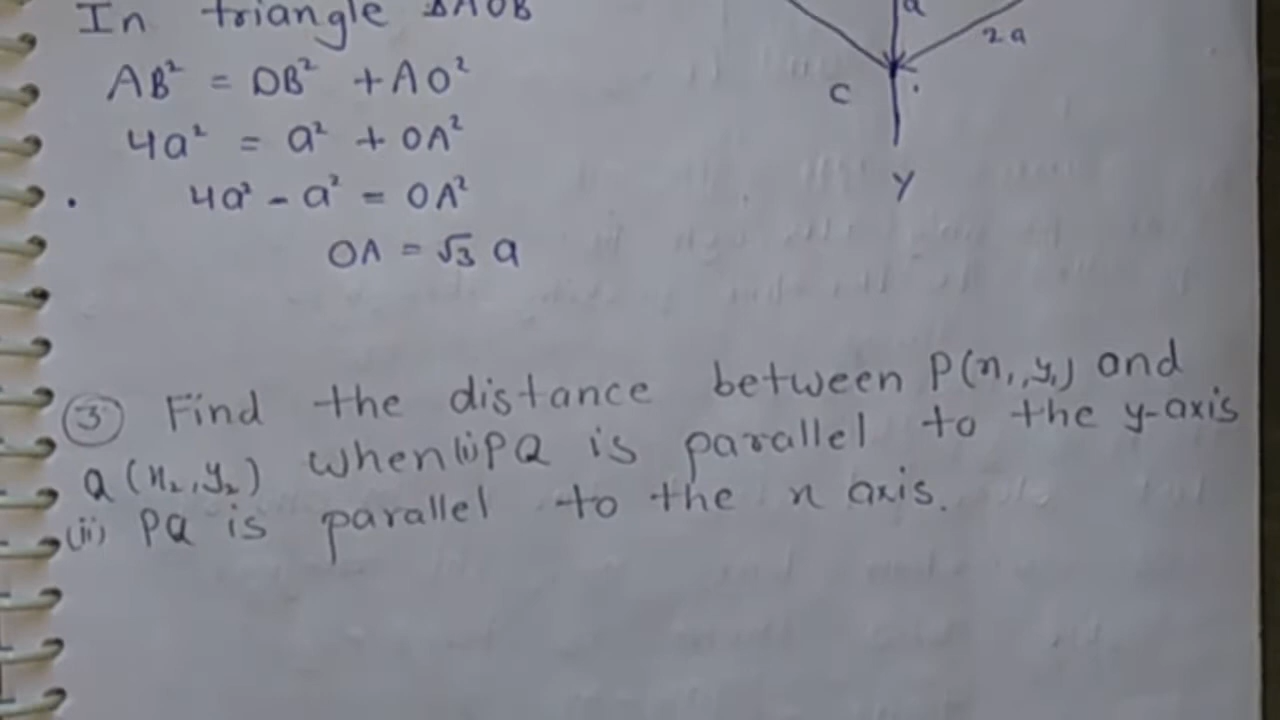 In triangle ΔAOB
AB² = OB² + AO²
4a² = a² + OA²
4a² - a² = OA²
OA = √3 a
a
2a
C
Y
③ Find the distance between P(x₁,y₁) and
Q(x₂,y₂) when (i) PQ is parallel to the y-axis
(ii) PQ is parallel to the x axis.